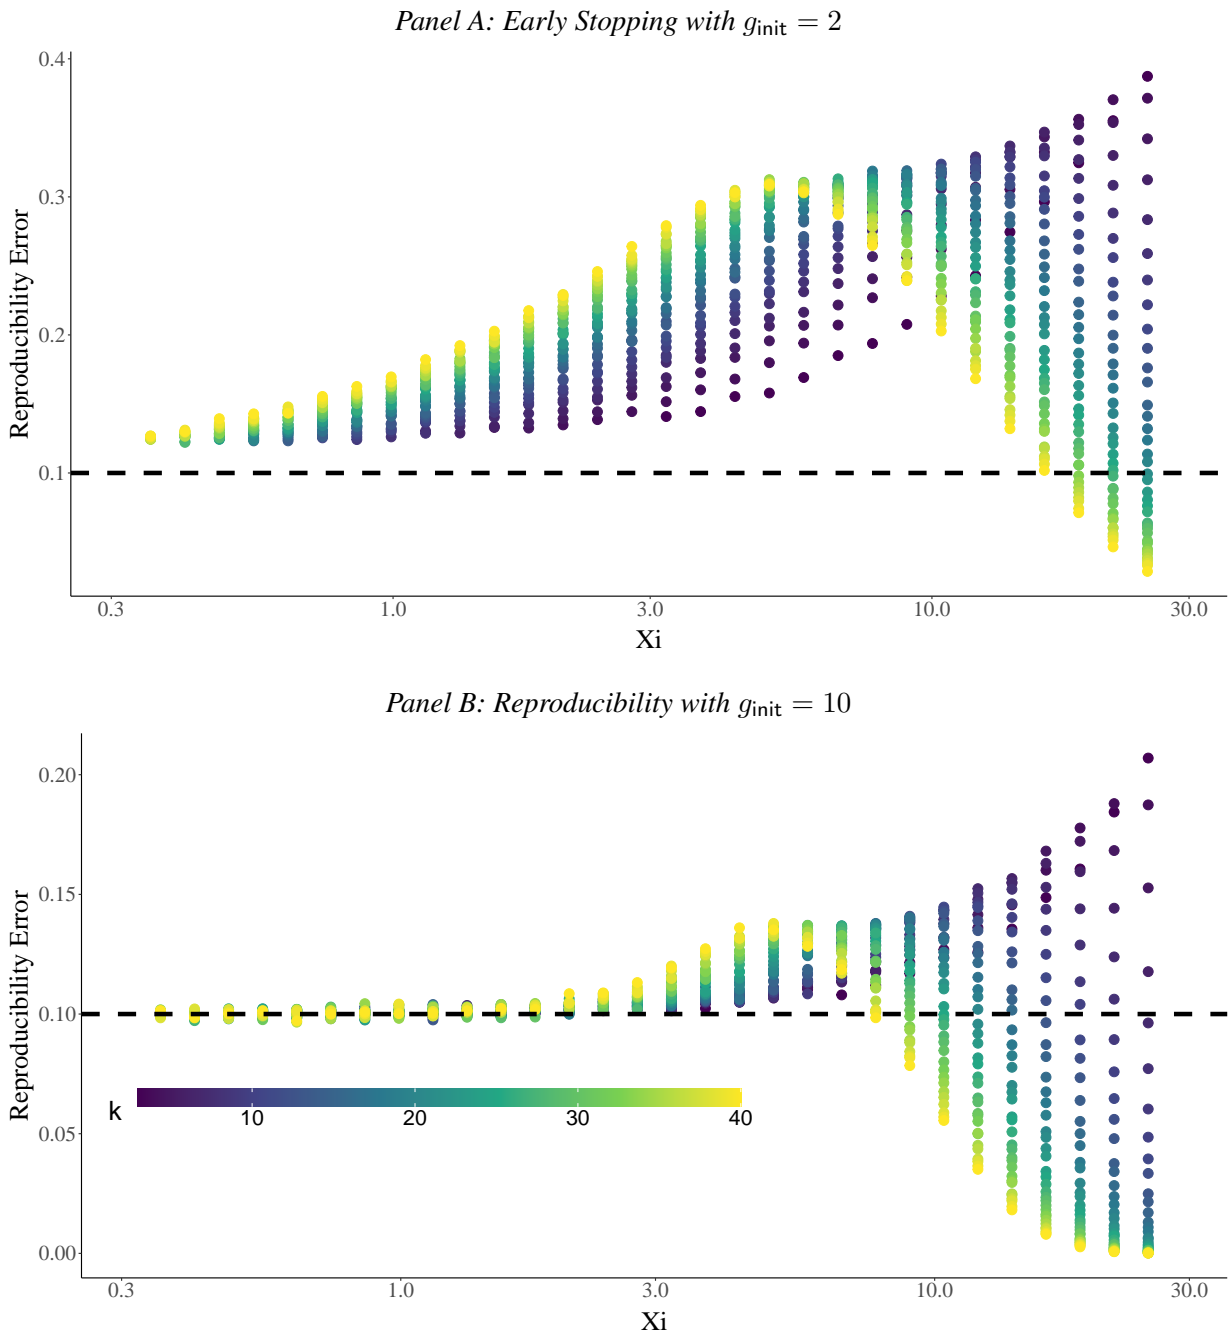 Panel A: Early Stopping with g_init = 2
Reproducibility Error
0.4
0.3
0.2
0.1
0.3 1.0 3.0 10.0 30.0
Xi
Panel B: Reproducibility with g_init = 10
Reproducibility Error
0.20
0.15
0.10
0.05
0.00
k
10 20 30 40
0.3 1.0 3.0 10.0 30.0
Xi